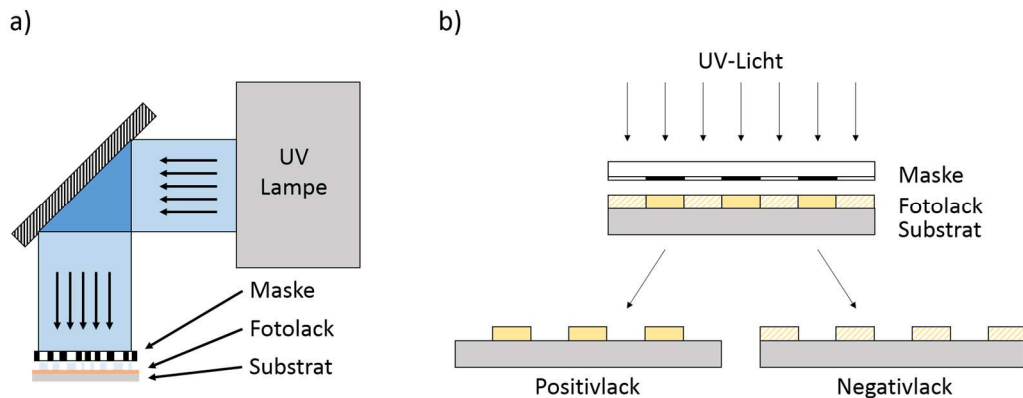 a)
UV
Lampe
Maske
Fotolack
Substrat
b)
UV-Licht
Maske
Fotolack
Substrat
Positivlack
Negativlack